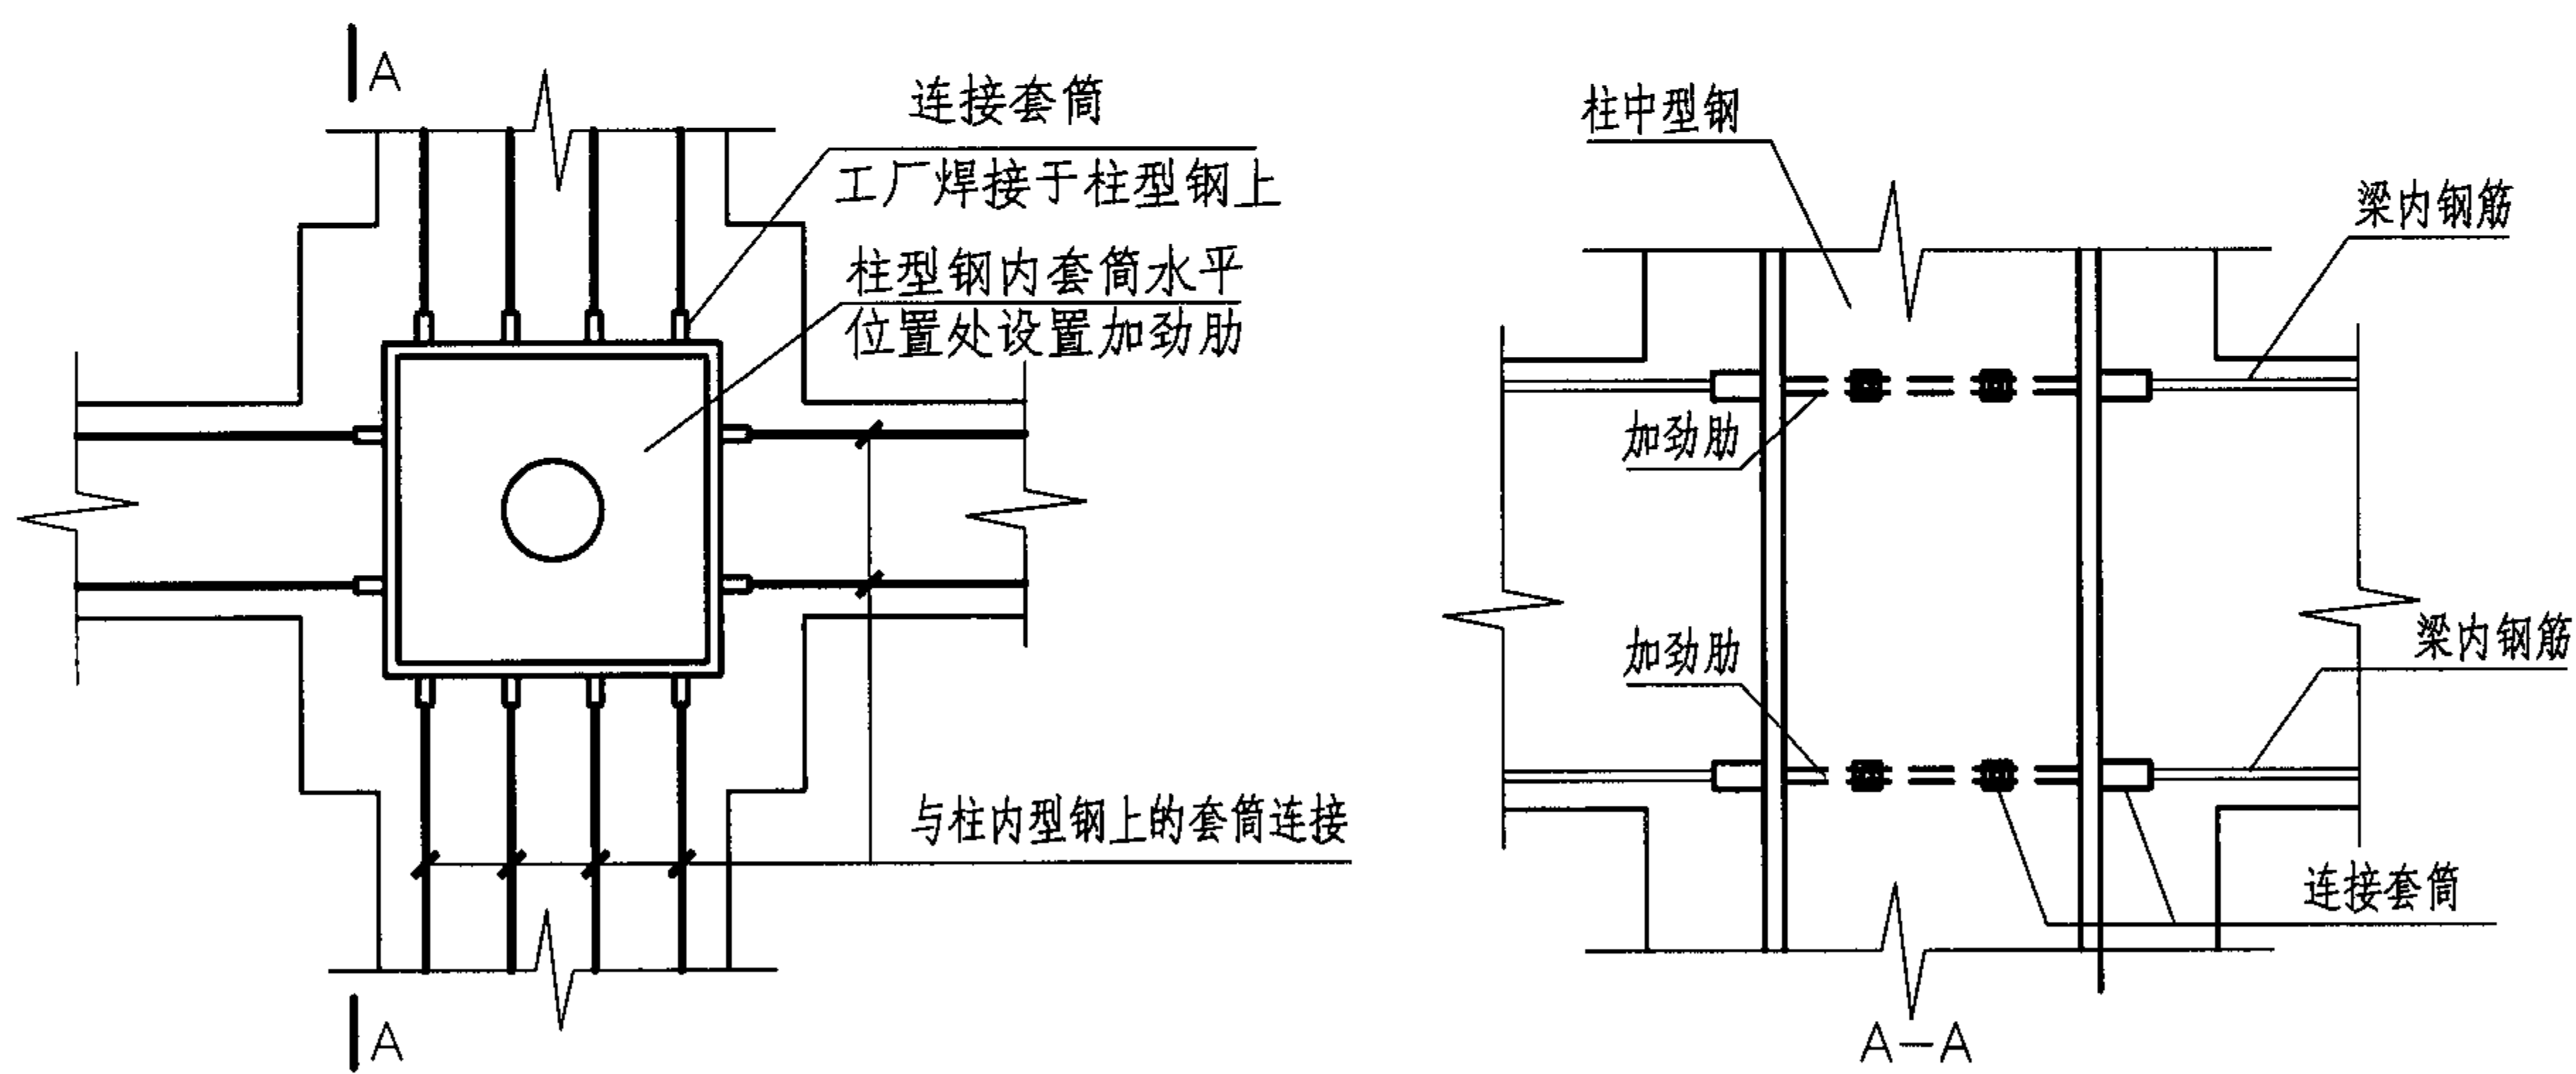 A
连接套筒
工厂焊接于柱型钢上
柱型钢内套筒水平
位置处设置加劲肋
与柱内型钢上的套筒连接
A
柱中型钢
梁内钢筋
加劲肋
加劲肋
梁内钢筋
连接套筒
A-A